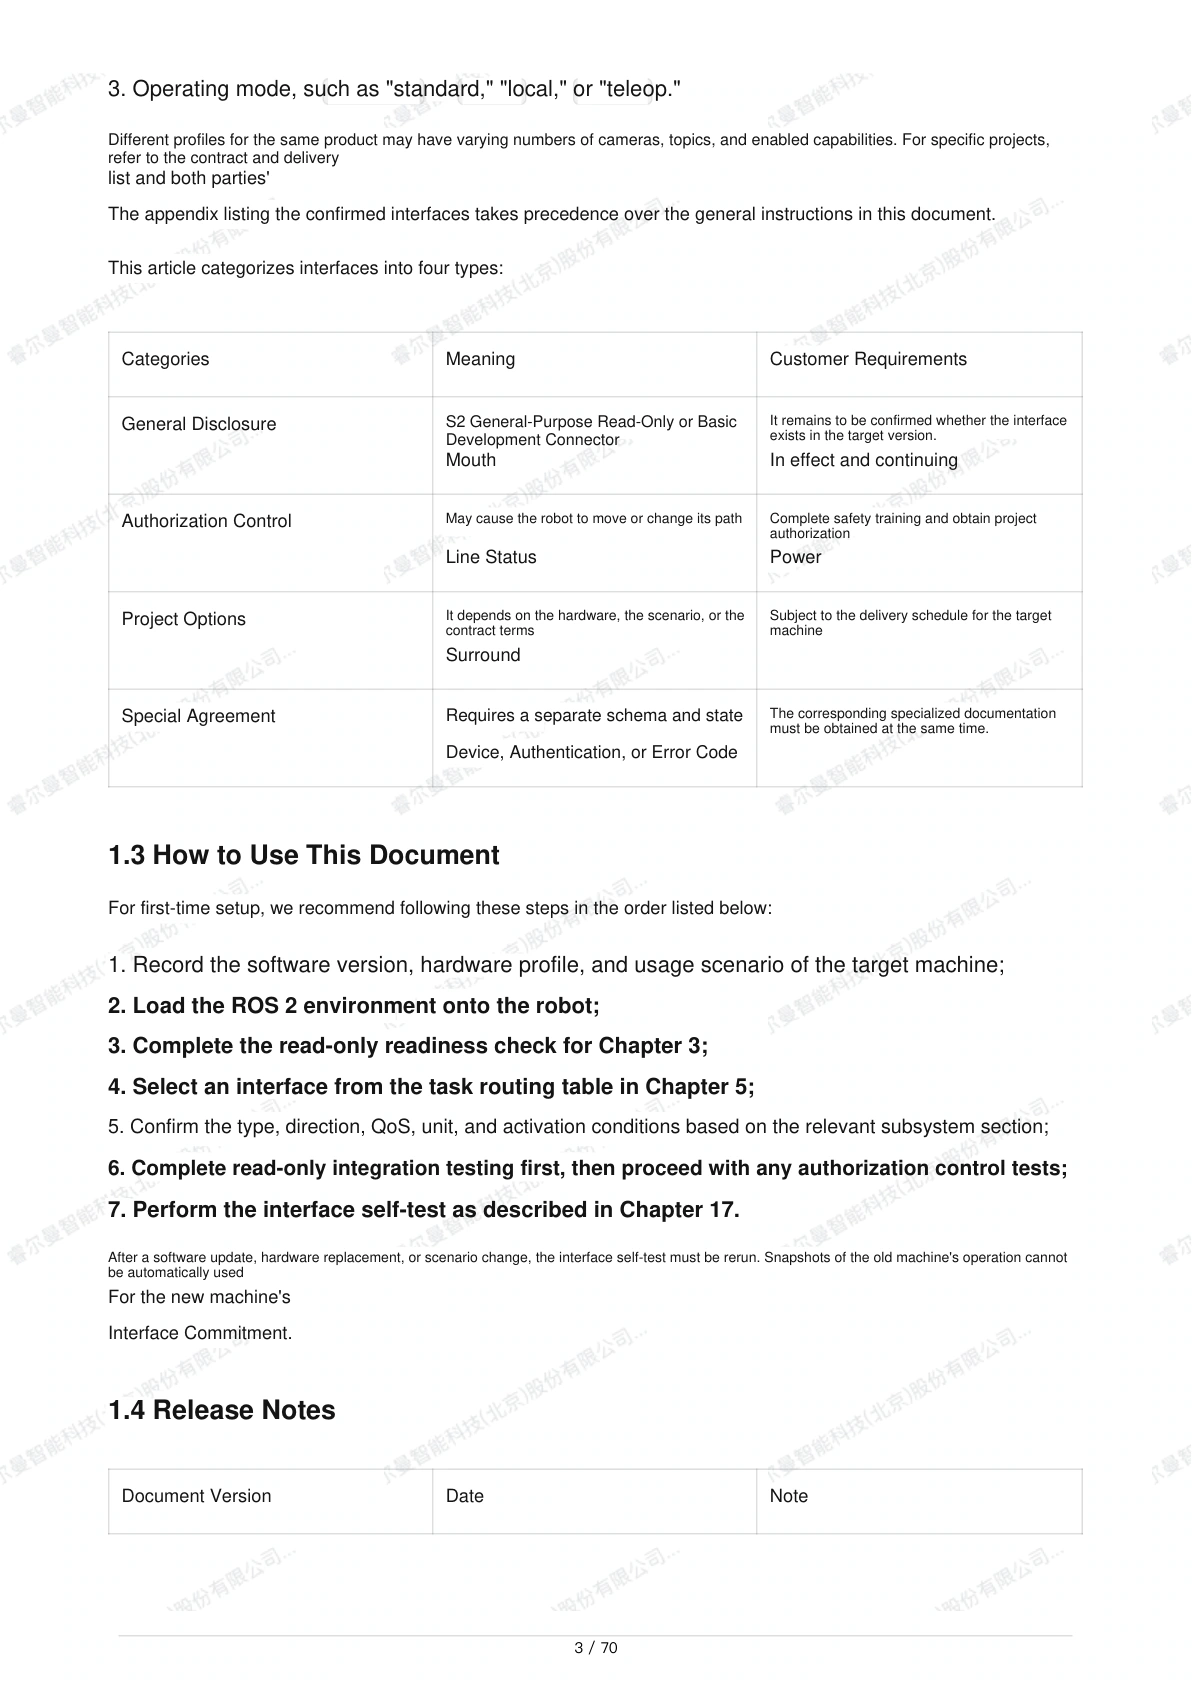 3. Operating mode, such as "standard," "local," or "teleop."
Different profiles for the same product may have varying numbers of cameras, topics, and enabled capabilities. For specific projects,
refer to the contract and delivery
list and both parties'
The appendix listing the confirmed interfaces takes precedence over the general instructions in this document.
This article categorizes interfaces into four types:
Categories
Meaning
Customer Requirements
General Disclosure
S2 General-Purpose Read-Only or Basic
Development Connector
Mouth
It remains to be confirmed whether the interface
exists in the target version.
In effect and continuing
Authorization Control
May cause the robot to move or change its path
Line Status
Complete safety training and obtain project
authorization
Power
Project Options
It depends on the hardware, the scenario, or the
contract terms
Surround
Subject to the delivery schedule for the target
machine
Special Agreement
Requires a separate schema and state
Device, Authentication, or Error Code
The corresponding specialized documentation
must be obtained at the same time.
1.3 How to Use This Document
For first-time setup, we recommend following these steps in the order listed below:
1. Record the software version, hardware profile, and usage scenario of the target machine;
2. Load the ROS 2 environment onto the robot;
3. Complete the read-only readiness check for Chapter 3;
4. Select an interface from the task routing table in Chapter 5;
5. Confirm the type, direction, QoS, unit, and activation conditions based on the relevant subsystem section;
6. Complete read-only integration testing first, then proceed with any authorization control tests;
7. Perform the interface self-test as described in Chapter 17.
After a software update, hardware replacement, or scenario change, the interface self-test must be rerun. Snapshots of the old machine's operation cannot
be automatically used
For the new machine's
Interface Commitment.
1.4 Release Notes
Document Version
Date
Note
3 / 70
睿尔曼智能科技(北京)股份有限公司...